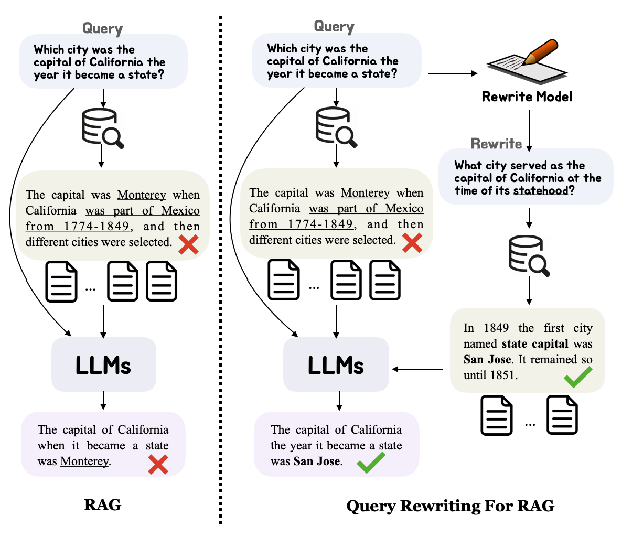 Query
Which city was the
capital of California the
year it became a state?
The capital was Monterey when
California was part of Mexico
from 1774-1849, and then
different cities were selected.
...
LLMs
The capital of California
when it became a state
was Monterey.
RAG
Query
Which city was the
capital of California the
year it became a state?
The capital was Monterey when
California was part of Mexico
from 1774-1849, and then
different cities were selected.
...
LLMs
The capital of California
the year it became a state
was San Jose.
Rewrite Model
Rewrite
What city served as the
capital of California at the
time of its statehood?
In 1849 the first city
named state capital was
San Jose. It remained so
until 1851.
...
Query Rewriting For RAG